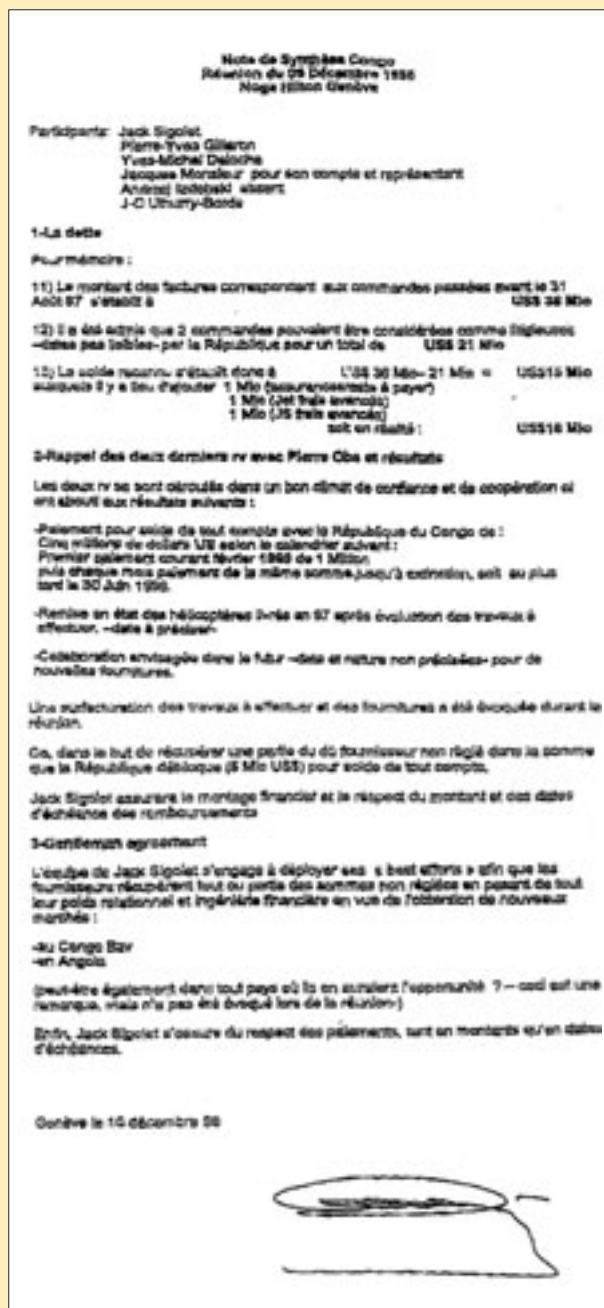 Note de Synthèse Congo
Réunion du Décembre 1998
Noga Hilton Genève
Participants: Jack Sigolet
Pierre-Yves Gilleron
Yves-Michel
Jacques Monsieur pour son compte et représentant
absent
J-C Uthurry-Borde
1-La dette
Pour mémoire :
11) Le montant des factures correspondant aux commandes passées avant le 31
Août 97 s'établit à US$ 36 Mio
12) Il a été admis que 2 commandes pouvaient être considérées comme litigieuses
-dates pas lisibles- par la République pour un total de US$ 21 Mio
13) Le solde reconnu s'établit donc à US$ 36 Mio- 21 Mio = US$15 Mio
auxquels il y a lieu d'ajouter 1 Mio à payer)
1 Mio (Jet frais avancés)
1 Mio (JS frais avancés)
soit en réalité : US$18 Mio
2-Rappel des deux derniers rv avec Pierre Oba et résultats
Les deux rv se sont déroulés dans un bon climat de confiance et de coopération et
ont abouti aux résultats suivants :
-Paiement pour solde de tout compte avec la République du Congo de :
Cinq millions de dollars US selon le calendrier suivant :
Premier paiement courant février 1999 de 1 Million
puis chaque mois paiement de la même somme jusqu'à extinction, soit au plus
tard le 30 Juin
-Remise en état des hélicoptères livrés en 97 après évaluation des travaux à
effectuer. -date à préciser-
-Collaboration envisagée dans le futur -date et nature non précisées- pour de
nouvelles fournitures.
Une surfacturation des travaux à effectuer et des fournitures a été évoquée durant la
réunion.
Ce, dans le but de récupérer une partie du dû fournisseur non réglé dans la somme
que la République débloque (5 Mio US$) pour solde de tout compte.
Jack Sigolet assurera le montage financier et le respect du montant et des dates
d'échéance des remboursements
3-Gentleman agreement
L'équipe de Jack Sigolet s'engage à déployer ses « best efforts » afin que les
fournisseurs récupèrent tout ou partie des sommes non réglées en pesant de tout
leur poids relationnel et ingéniérie financière en vue de l'obtention de nouveaux
marchés :
-au Congo Bzv
-en Angola
(peut-être également dans tout pays où ils en auraient l'opportunité ? – ceci est une
remarque, mais n'a pas été évoqué lors de la réunion-)
Enfin, Jack Sigolet s'assure du respect des paiements, tant en montants qu'en dates
d'échéances.
Genève le décembre 98